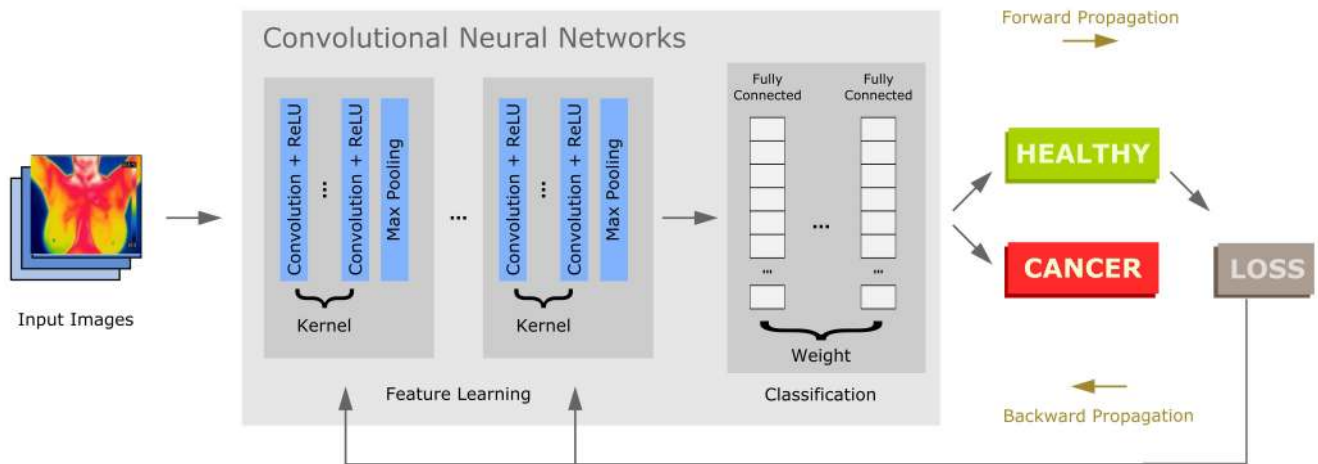 Convolutional Neural Networks
Forward Propagation
Input Images
Convolution + ReLU
...
Convolution + ReLU
Max Pooling
Kernel
...
Convolution + ReLU
...
Convolution + ReLU
Max Pooling
Kernel
Feature Learning
Fully
Connected
...
...
Fully
Connected
...
Weight
Classification
HEALTHY
CANCER
LOSS
Backward Propagation